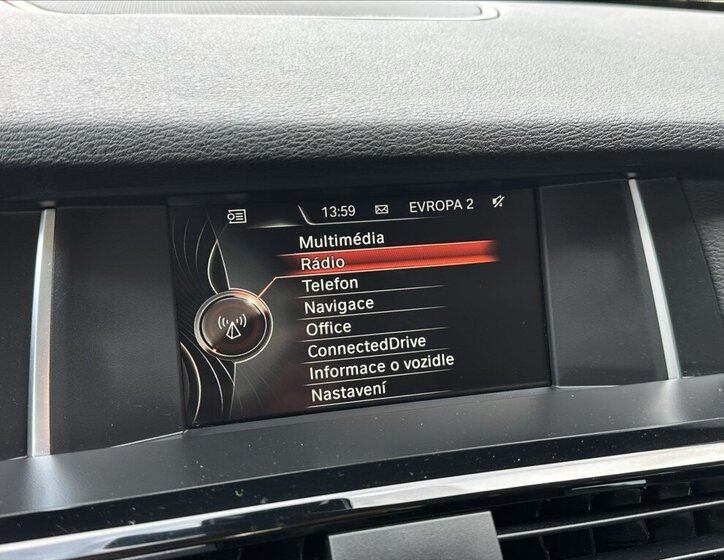 13:59 EVROPA 2
Multimédia
Rádio
Telefon
Navigace
Office
ConnectedDrive
Informace o vozidle
Nastavení